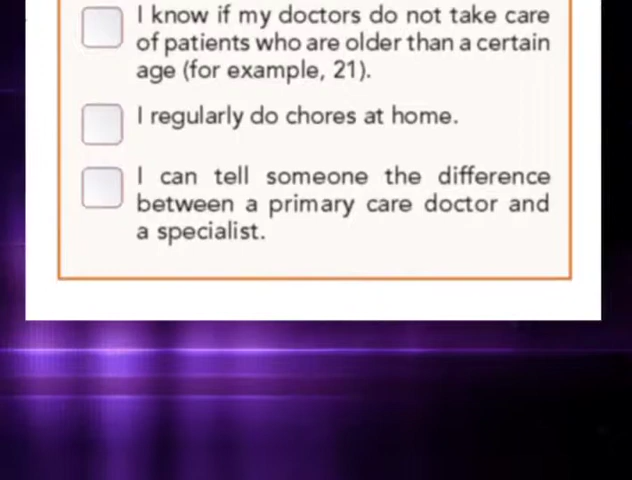 I know if my doctors do not take care
of patients who are older than a certain
age (for example, 21).
I regularly do chores at home.
I can tell someone the difference
between a primary care doctor and
a specialist.